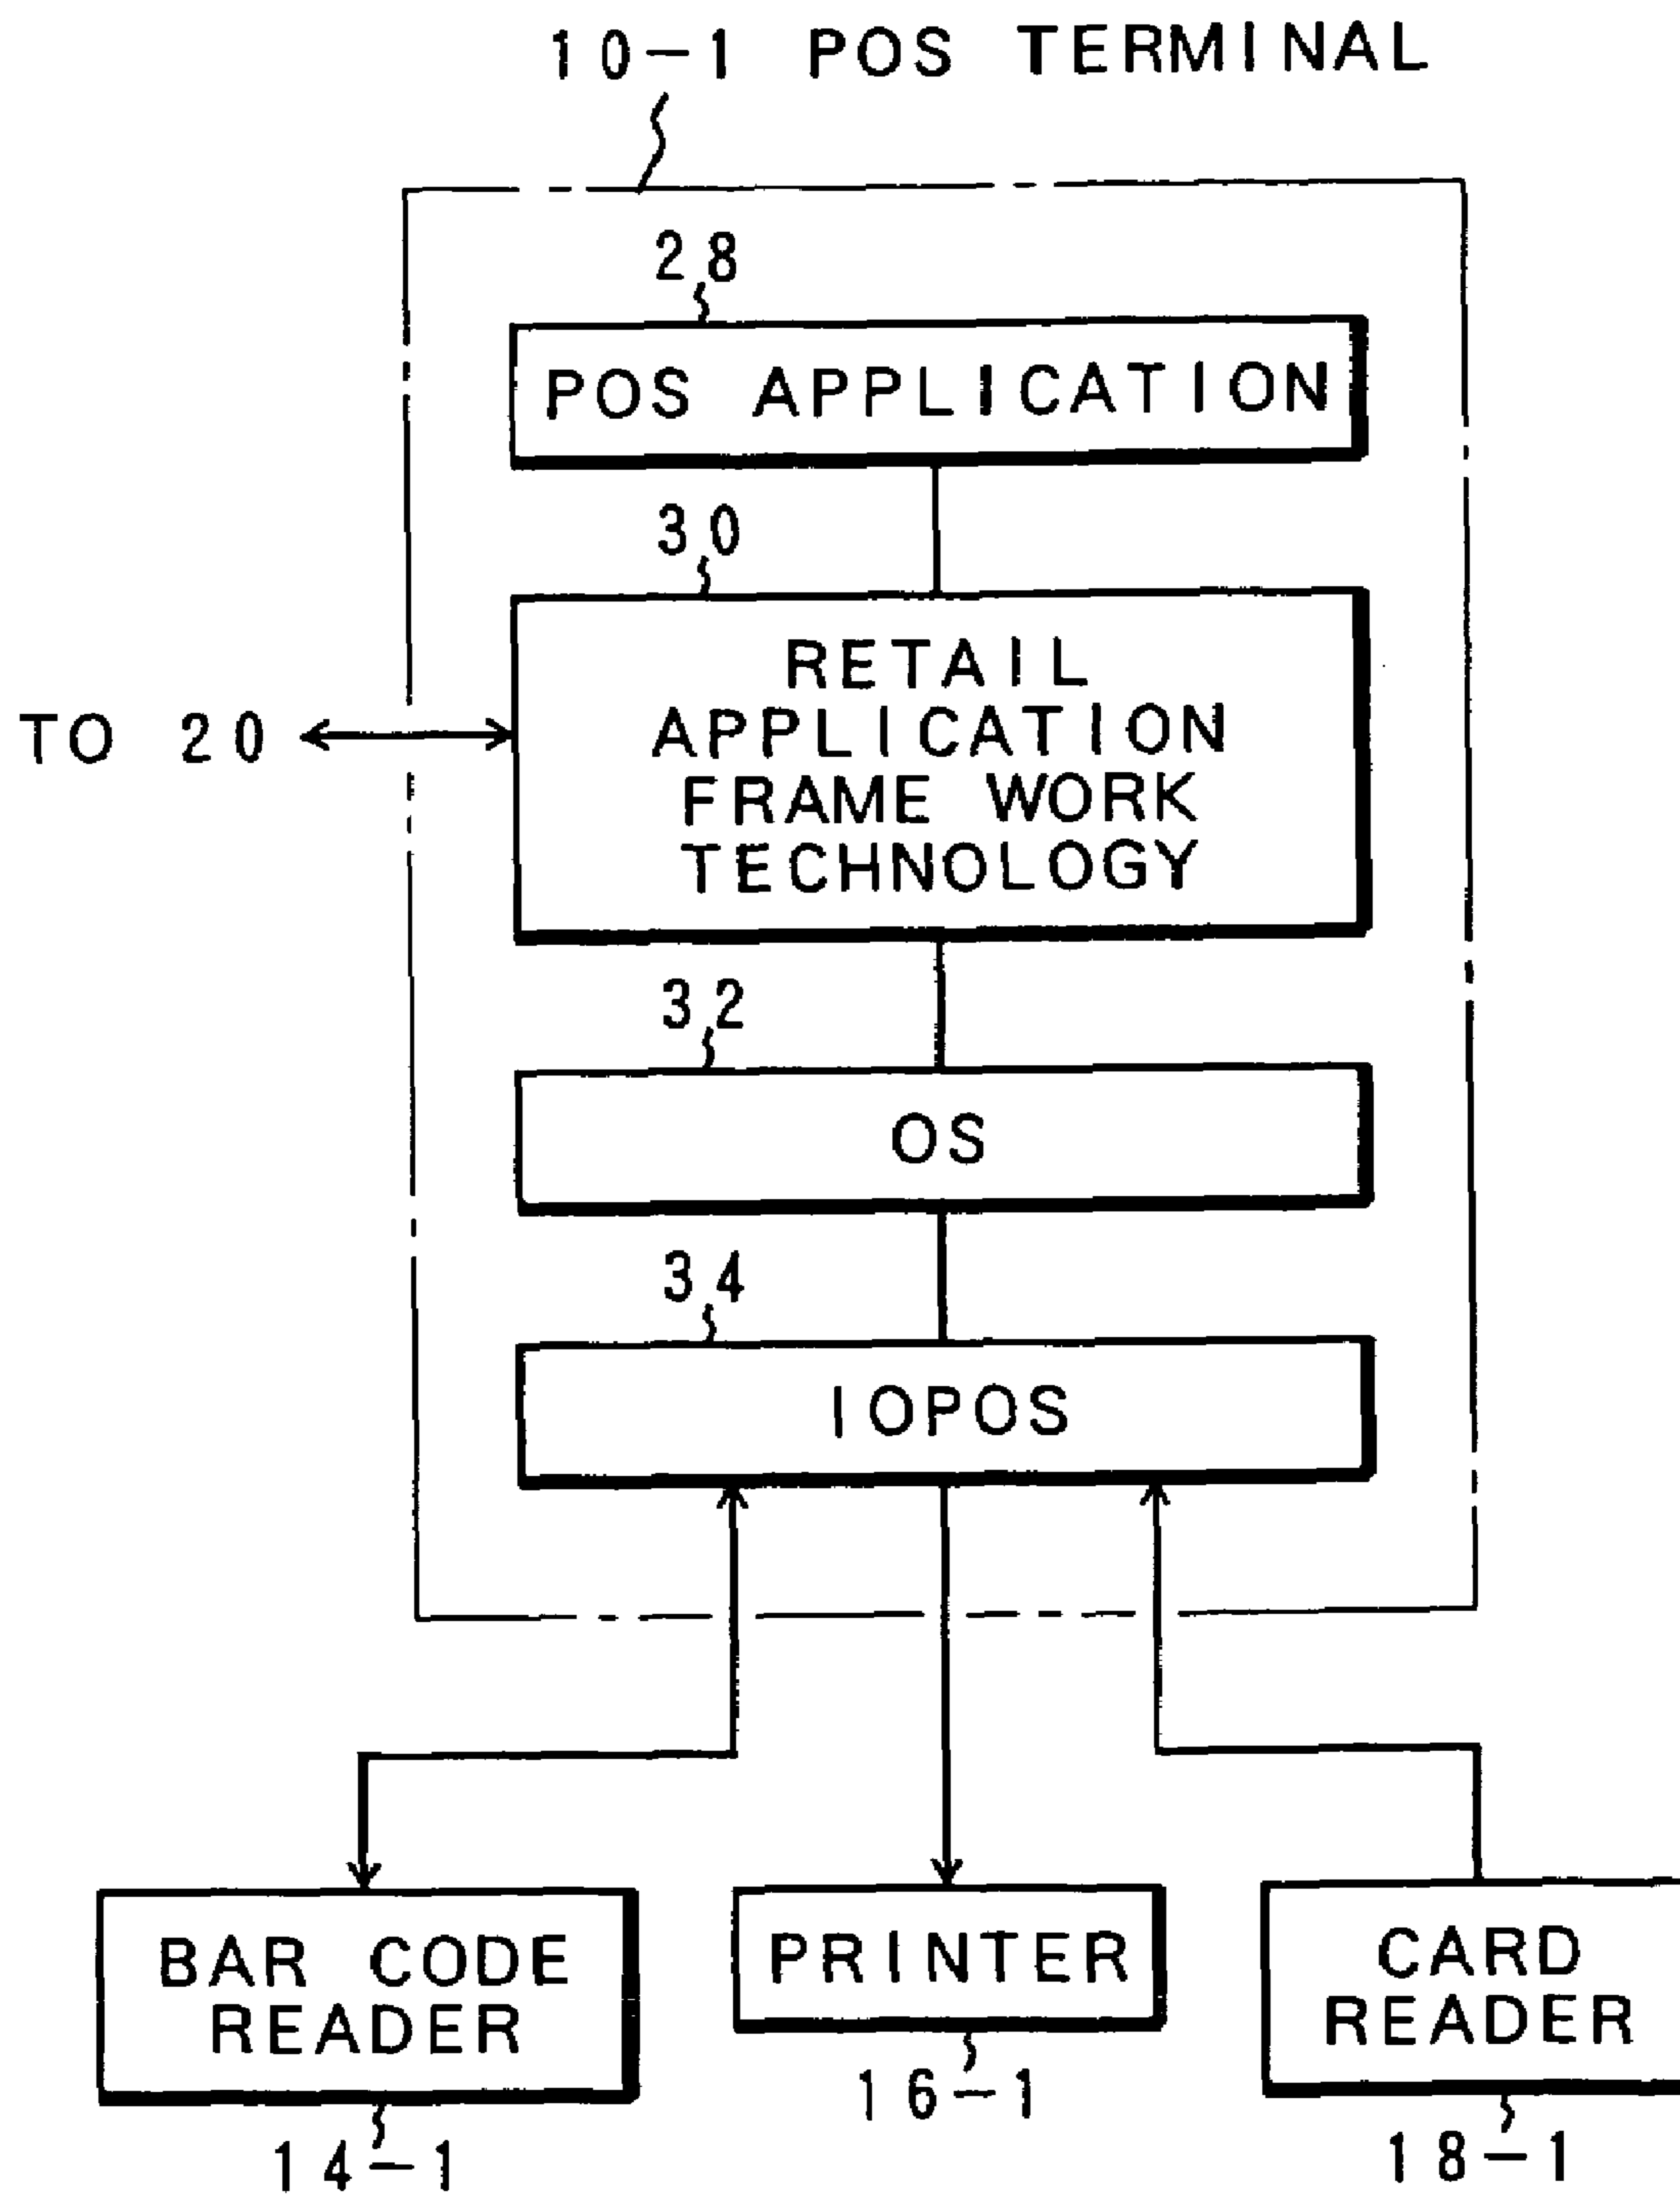 10-1 POS TERMINAL
28
POS APPLICATION
30
RETAIL
APPLICATION
FRAME WORK
TECHNOLOGY
TO 20
32
OS
34
IOPOS
BAR CODE
READER
PRINTER
CARD
READER
16-1
14-1
18-1